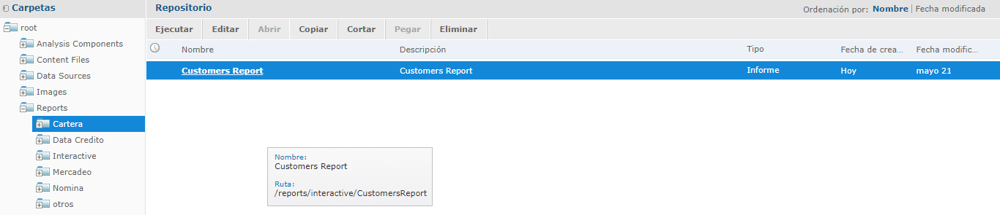 Carpetas
root
Analysis Components
Content Files
Data Sources
Images
Reports
Cartera
Data Credito
Interactive
Mercadeo
Nomina
otros
Repositorio
Ordenación por: Nombre | Fecha modificada
Ejecutar Editar Abrir Copiar Cortar Pegar Eliminar
Nombre Descripción Tipo Fecha de crea... Fecha modific...
Customers Report Customers Report Informe Hoy mayo 21
Nombre:
Customers Report
Ruta:
/reports/interactive/CustomersReport